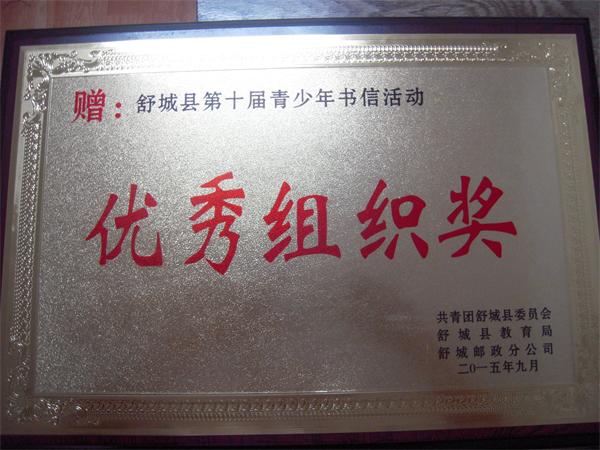 赠：舒城县第十届青少年书信活动
优秀组织奖
共青团舒城县委员会
舒城县教育局
舒城邮政分公司
二〇一五年九月